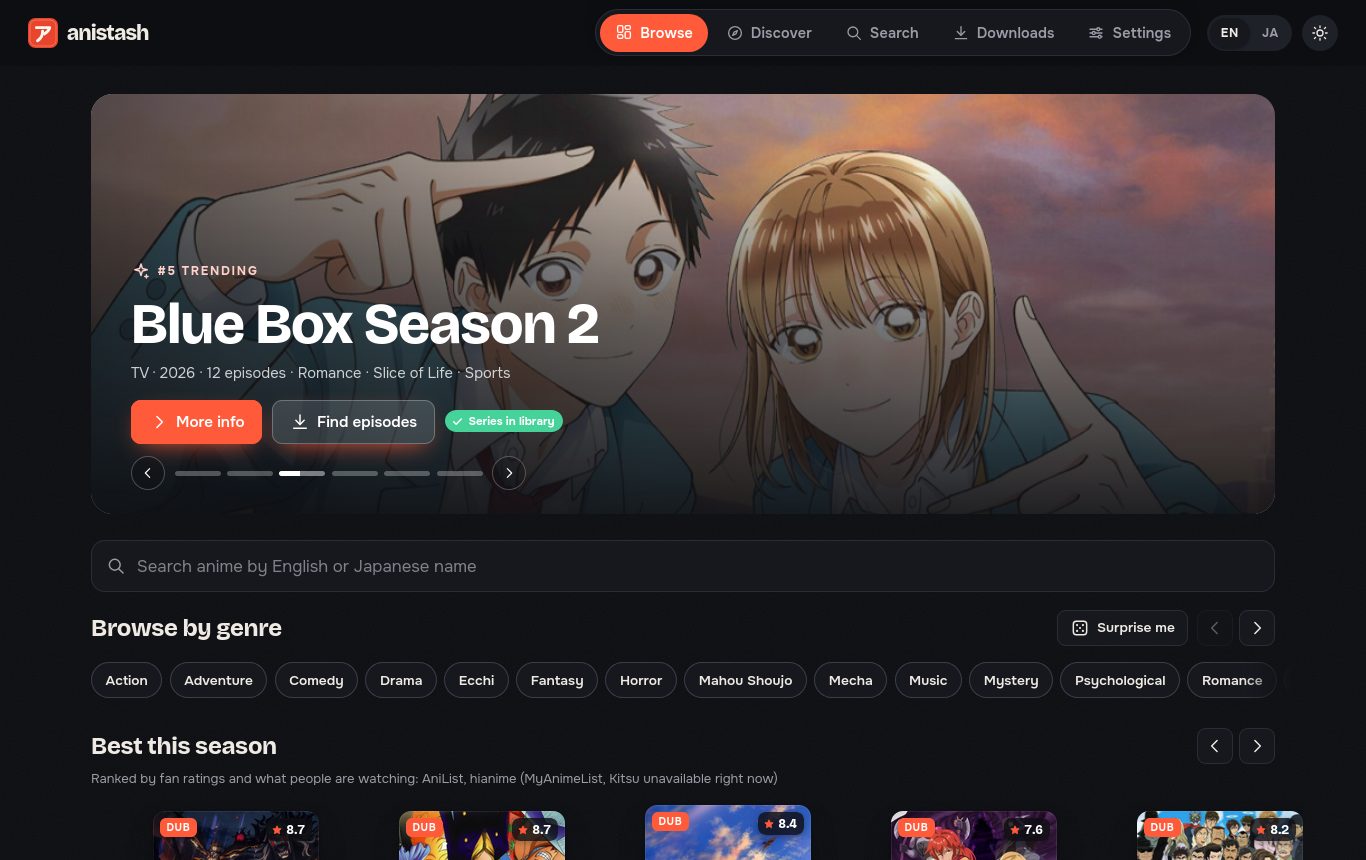 ア anistash
Browse
Discover
Search
Downloads
Settings
EN
JA
#5 TRENDING
Blue Box Season 2
TV · 2026 · 12 episodes · Romance · Slice of Life · Sports
More info
Find episodes
Series in library
Search anime by English or Japanese name
Browse by genre
Surprise me
Action
Adventure
Comedy
Drama
Ecchi
Fantasy
Horror
Mahou Shoujo
Mecha
Music
Mystery
Psychological
Romance
Best this season
Ranked by fan ratings and what people are watching: AniList, hianime (MyAnimeList, Kitsu unavailable right now)
DUB
8.7
DUB
8.7
DUB
8.4
DUB
7.6
DUB
8.2